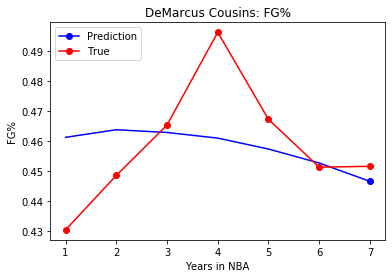 DeMarcus Cousins: FG%
Prediction
True
FG%
0.49
0.48
0.47
0.46
0.45
0.44
0.43
1 2 3 4 5 6 7
Years in NBA